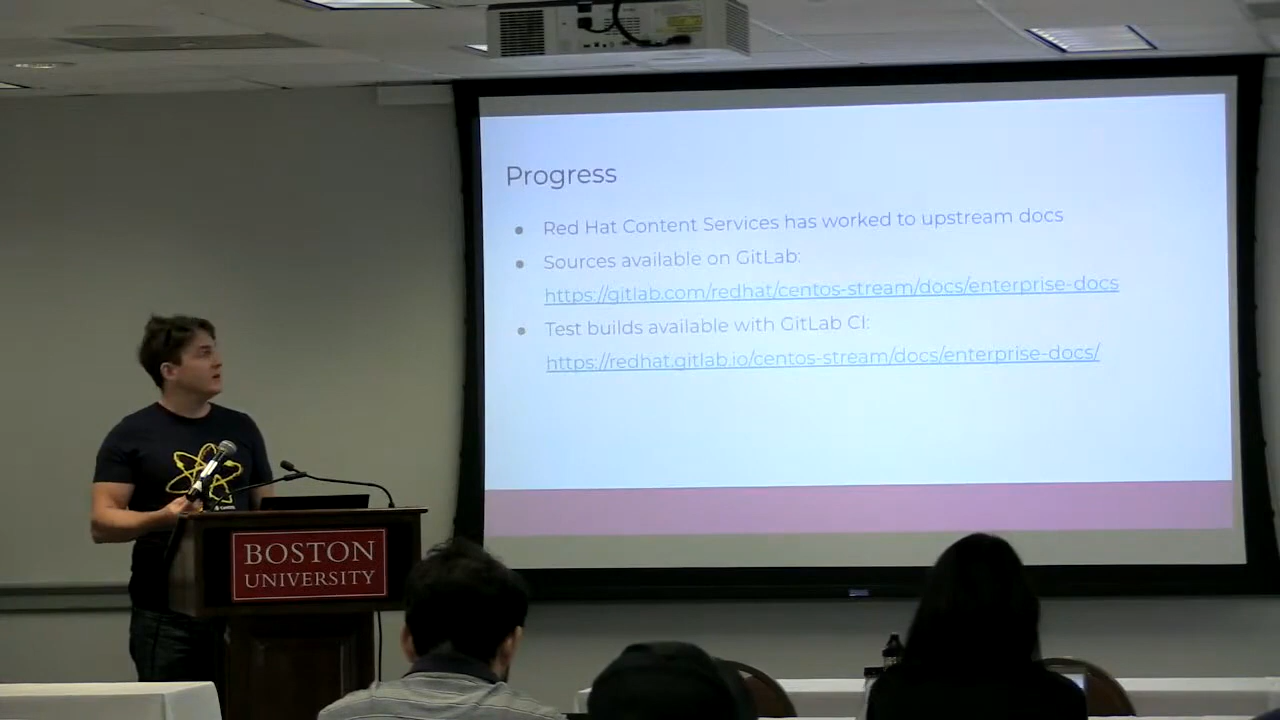 Progress
Red Hat Content Services has worked to upstream docs
Sources available on GitLab:
https://gitlab.com/redhat/centos-stream/docs/enterprise-docs
Test builds available with GitLab CI:
https://redhat.gitlab.io/centos-stream/docs/enterprise-docs/
BOSTON
UNIVERSITY